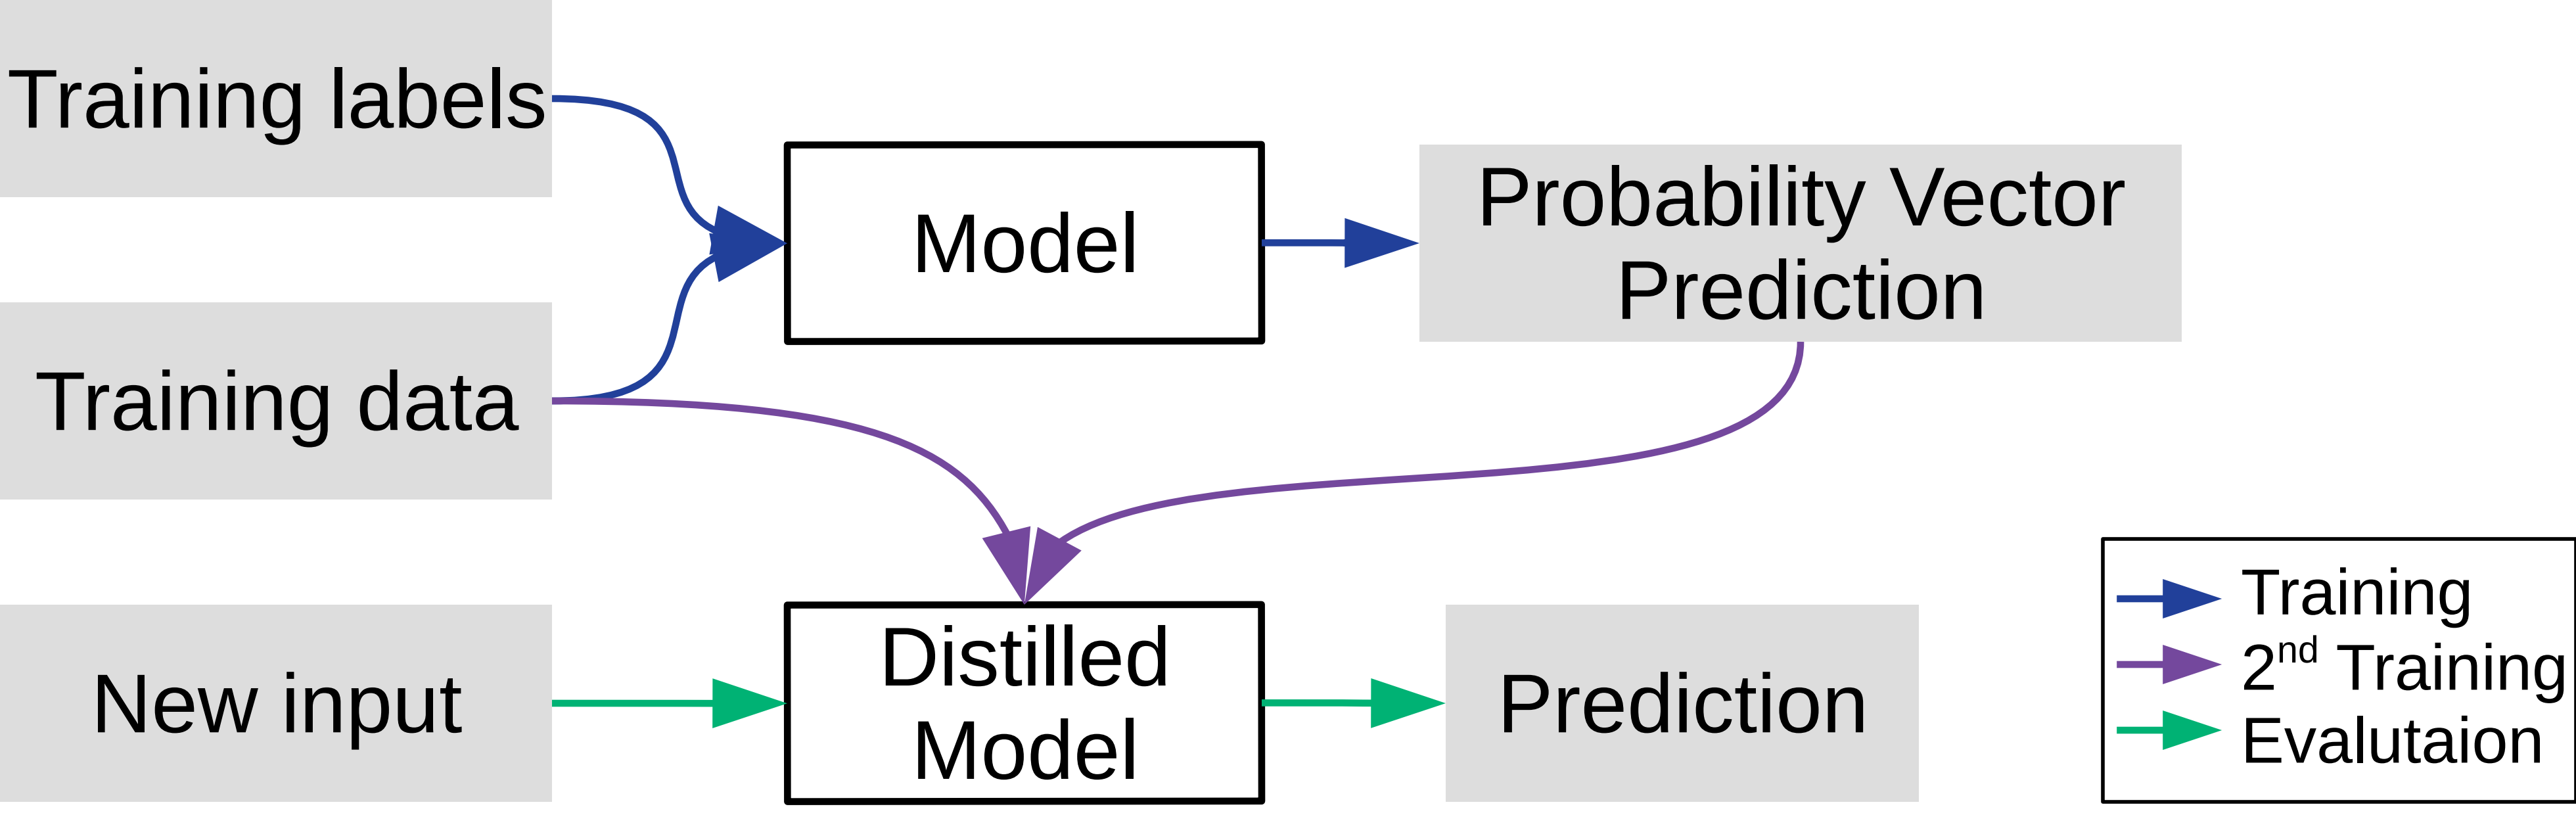 Training labels
Training data
New input
Model
Probability Vector
Prediction
Distilled
Model
Prediction
Training
2nd Training
Evalutaion